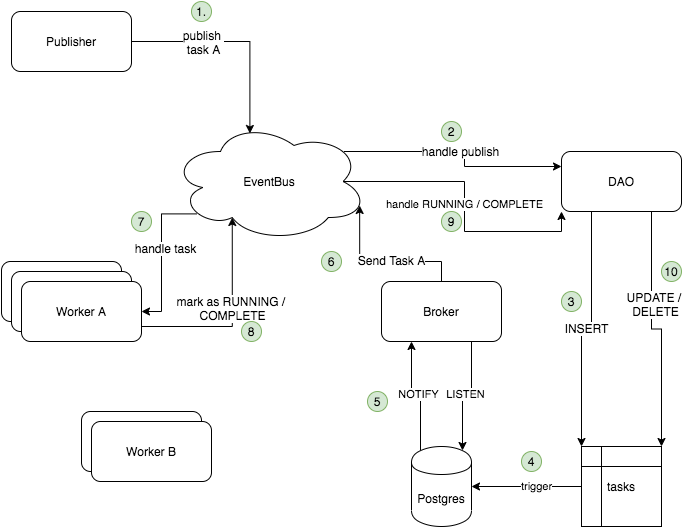 1.
Publisher
publish
task A
2
handle publish
EventBus
DAO
handle RUNNING / COMPLETE
9
7
handle task
6
Send Task A
10
UPDATE /
DELETE
3
INSERT
mark as RUNNING /
COMPLETE
8
Worker A
Broker
5
NOTIFY
LISTEN
Worker B
4
trigger
Postgres
tasks